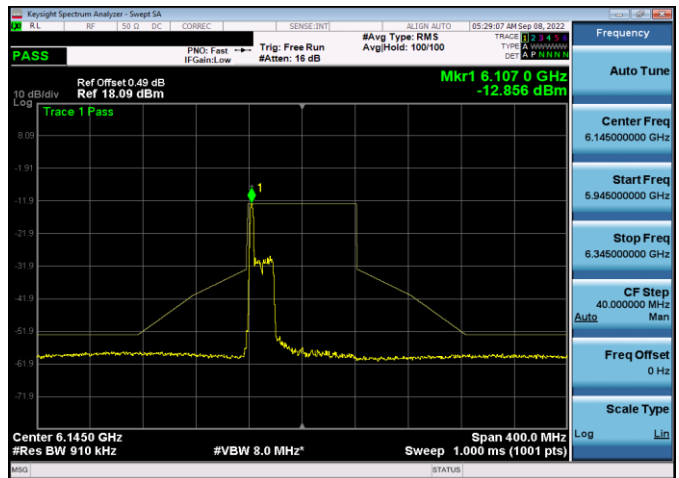 Keysight Spectrum Analyzer - Swept SA
RL RF 50 Ω DC CORREC SENSE:INT ALIGN AUTO 05:29:07 AM Sep 08, 2022
PASS
PNO: Fast
IFGain:Low
Trig: Free Run
#Atten: 16 dB
#Avg Type: RMS
Avg|Hold: 100/100
TRACE 1 2 3 4 5 6
TYPE A WWWWW
DET A P N N N N
Ref Offset 0.49 dB
10 dB/div Ref 18.09 dBm
Log
Mkr1 6.107 0 GHz
-12.856 dBm
Trace 1 Pass
1
8.09
-1.91
-11.9
-21.9
-31.9
-41.9
-51.9
-61.9
-71.9
Center 6.1450 GHz
#Res BW 910 kHz
#VBW 8.0 MHz*
Span 400.0 MHz
Sweep 1.000 ms (1001 pts)
MSG
STATUS
Frequency
Auto Tune
Center Freq
6.145000000 GHz
Start Freq
5.945000000 GHz
Stop Freq
6.345000000 GHz
CF Step
40.000000 MHz
Auto Man
Freq Offset
0 Hz
Scale Type
Log Lin